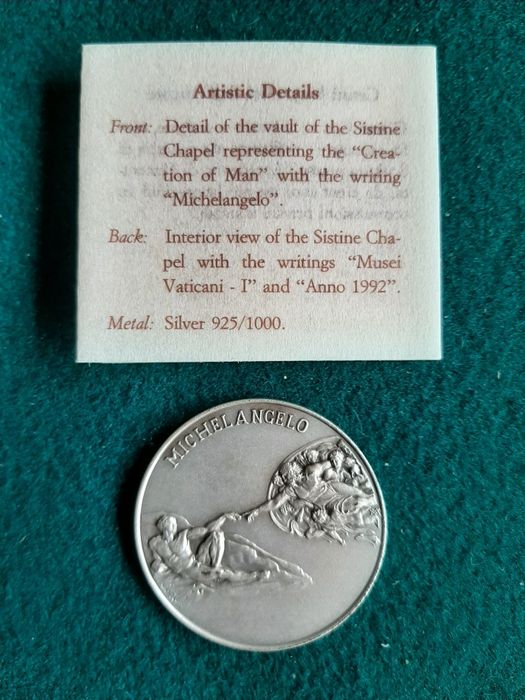 Artistic Details
Front: Detail of the vault of the Sistine
Chapel representing the “Crea-
tion of Man” with the writing
“Michelangelo”.
Back: Interior view of the Sistine Cha-
pel with the writings “Musei
Vaticani - I” and “Anno 1992”.
Metal: Silver 925/1000.
MICHELANGELO